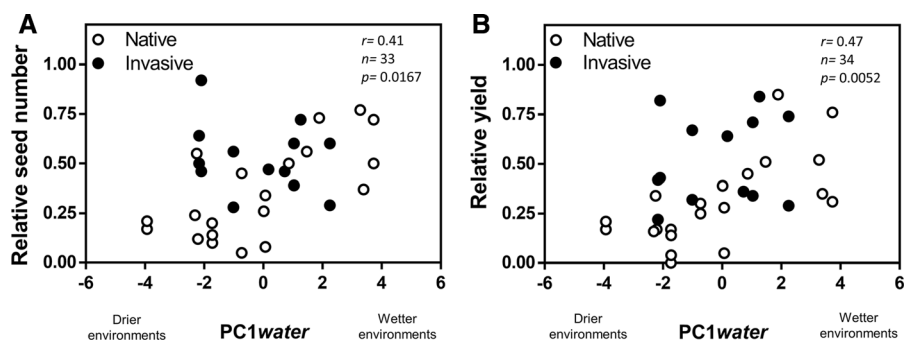 A
Native
Invasive
r= 0.41
n= 33
p= 0.0167
Relative seed number
1.00
0.75
0.50
0.25
0.00
-6 -4 -2 0 2 4 6
Drier
environments
PC1water
Wetter
environments
B
Native
Invasive
r= 0.47
n= 34
p= 0.0052
Relative yield
1.00
0.75
0.50
0.25
0.00
-6 -4 -2 0 2 4 6
Drier
environments
PC1water
Wetter
environments